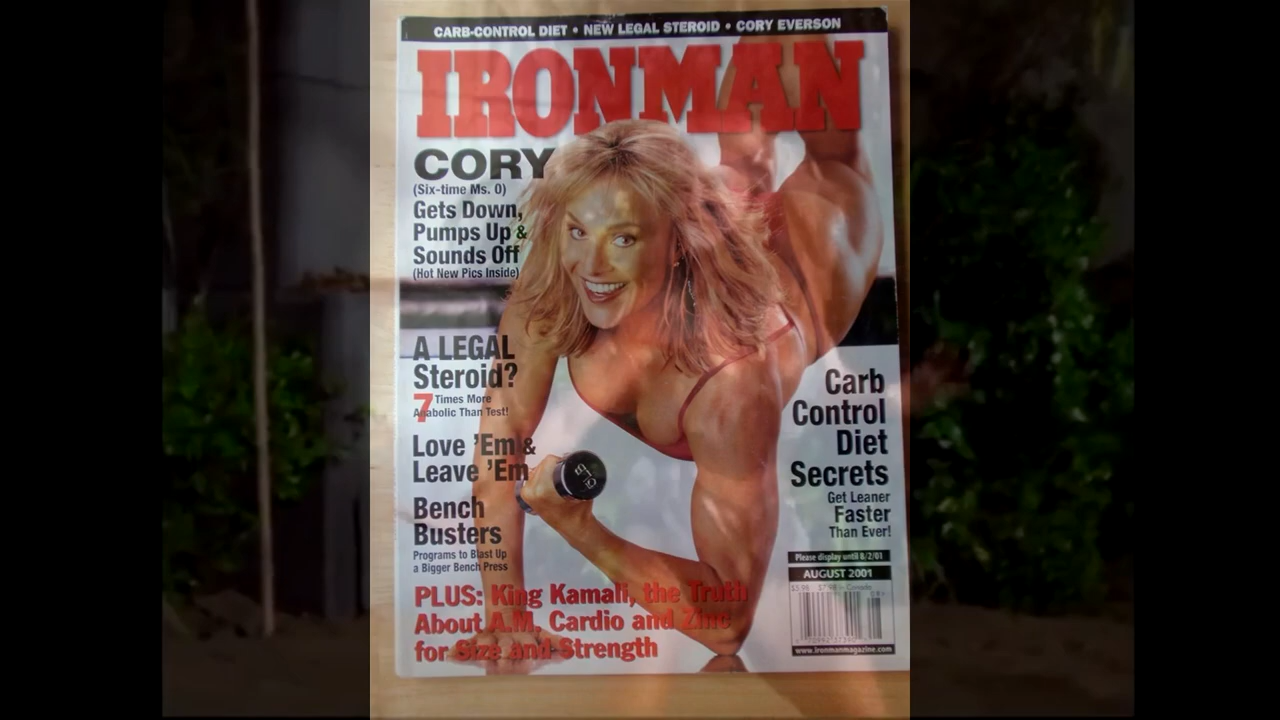 CARB-CONTROL DIET • NEW LEGAL STEROID • CORY EVERSON
IRONMAN
CORY
(Six-time Ms. O)
Gets Down,
Pumps Up &
Sounds Off
(Hot New Pics Inside)
A LEGAL
Steroid?
7 Times More
Anabolic Than Test!
Love 'Em &
Leave 'Em
Bench
Busters
Programs to Blast Up
a Bigger Bench Press
PLUS: King Kamali, the Truth
About A.M. Cardio and Zinc
for Size and Strength
Carb
Control
Diet
Secrets
Get Leaner
Faster
Than Ever!
Please display until 8/2/01
AUGUST 2001
www.ironmanmagazine.com